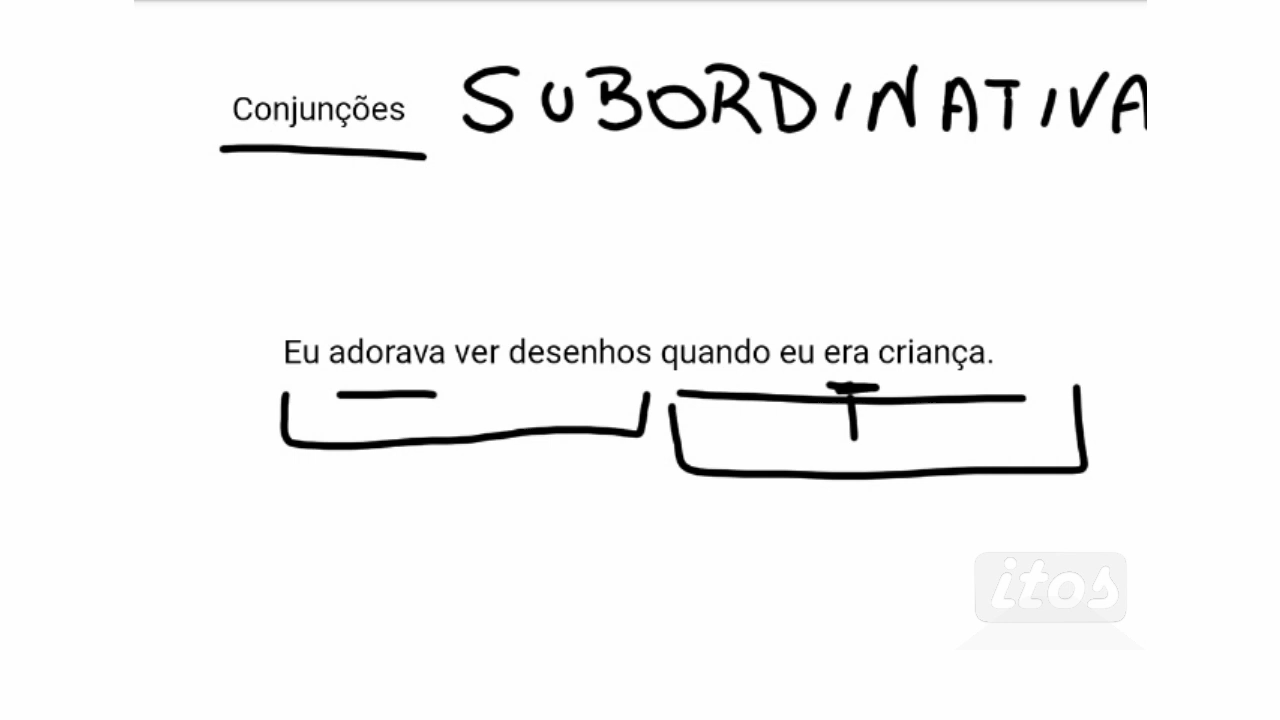 Conjunções SUBORDINATIVA
Eu adorava ver desenhos quando eu era criança.
itos